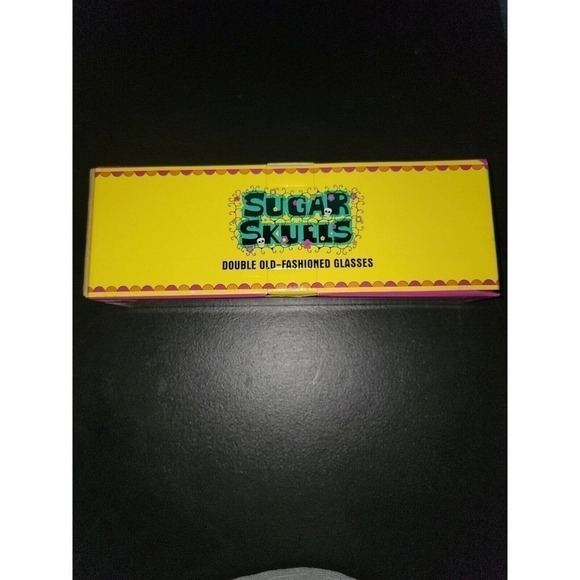 SUGAR
SKULLS
DOUBLE OLD-FASHIONED GLASSES